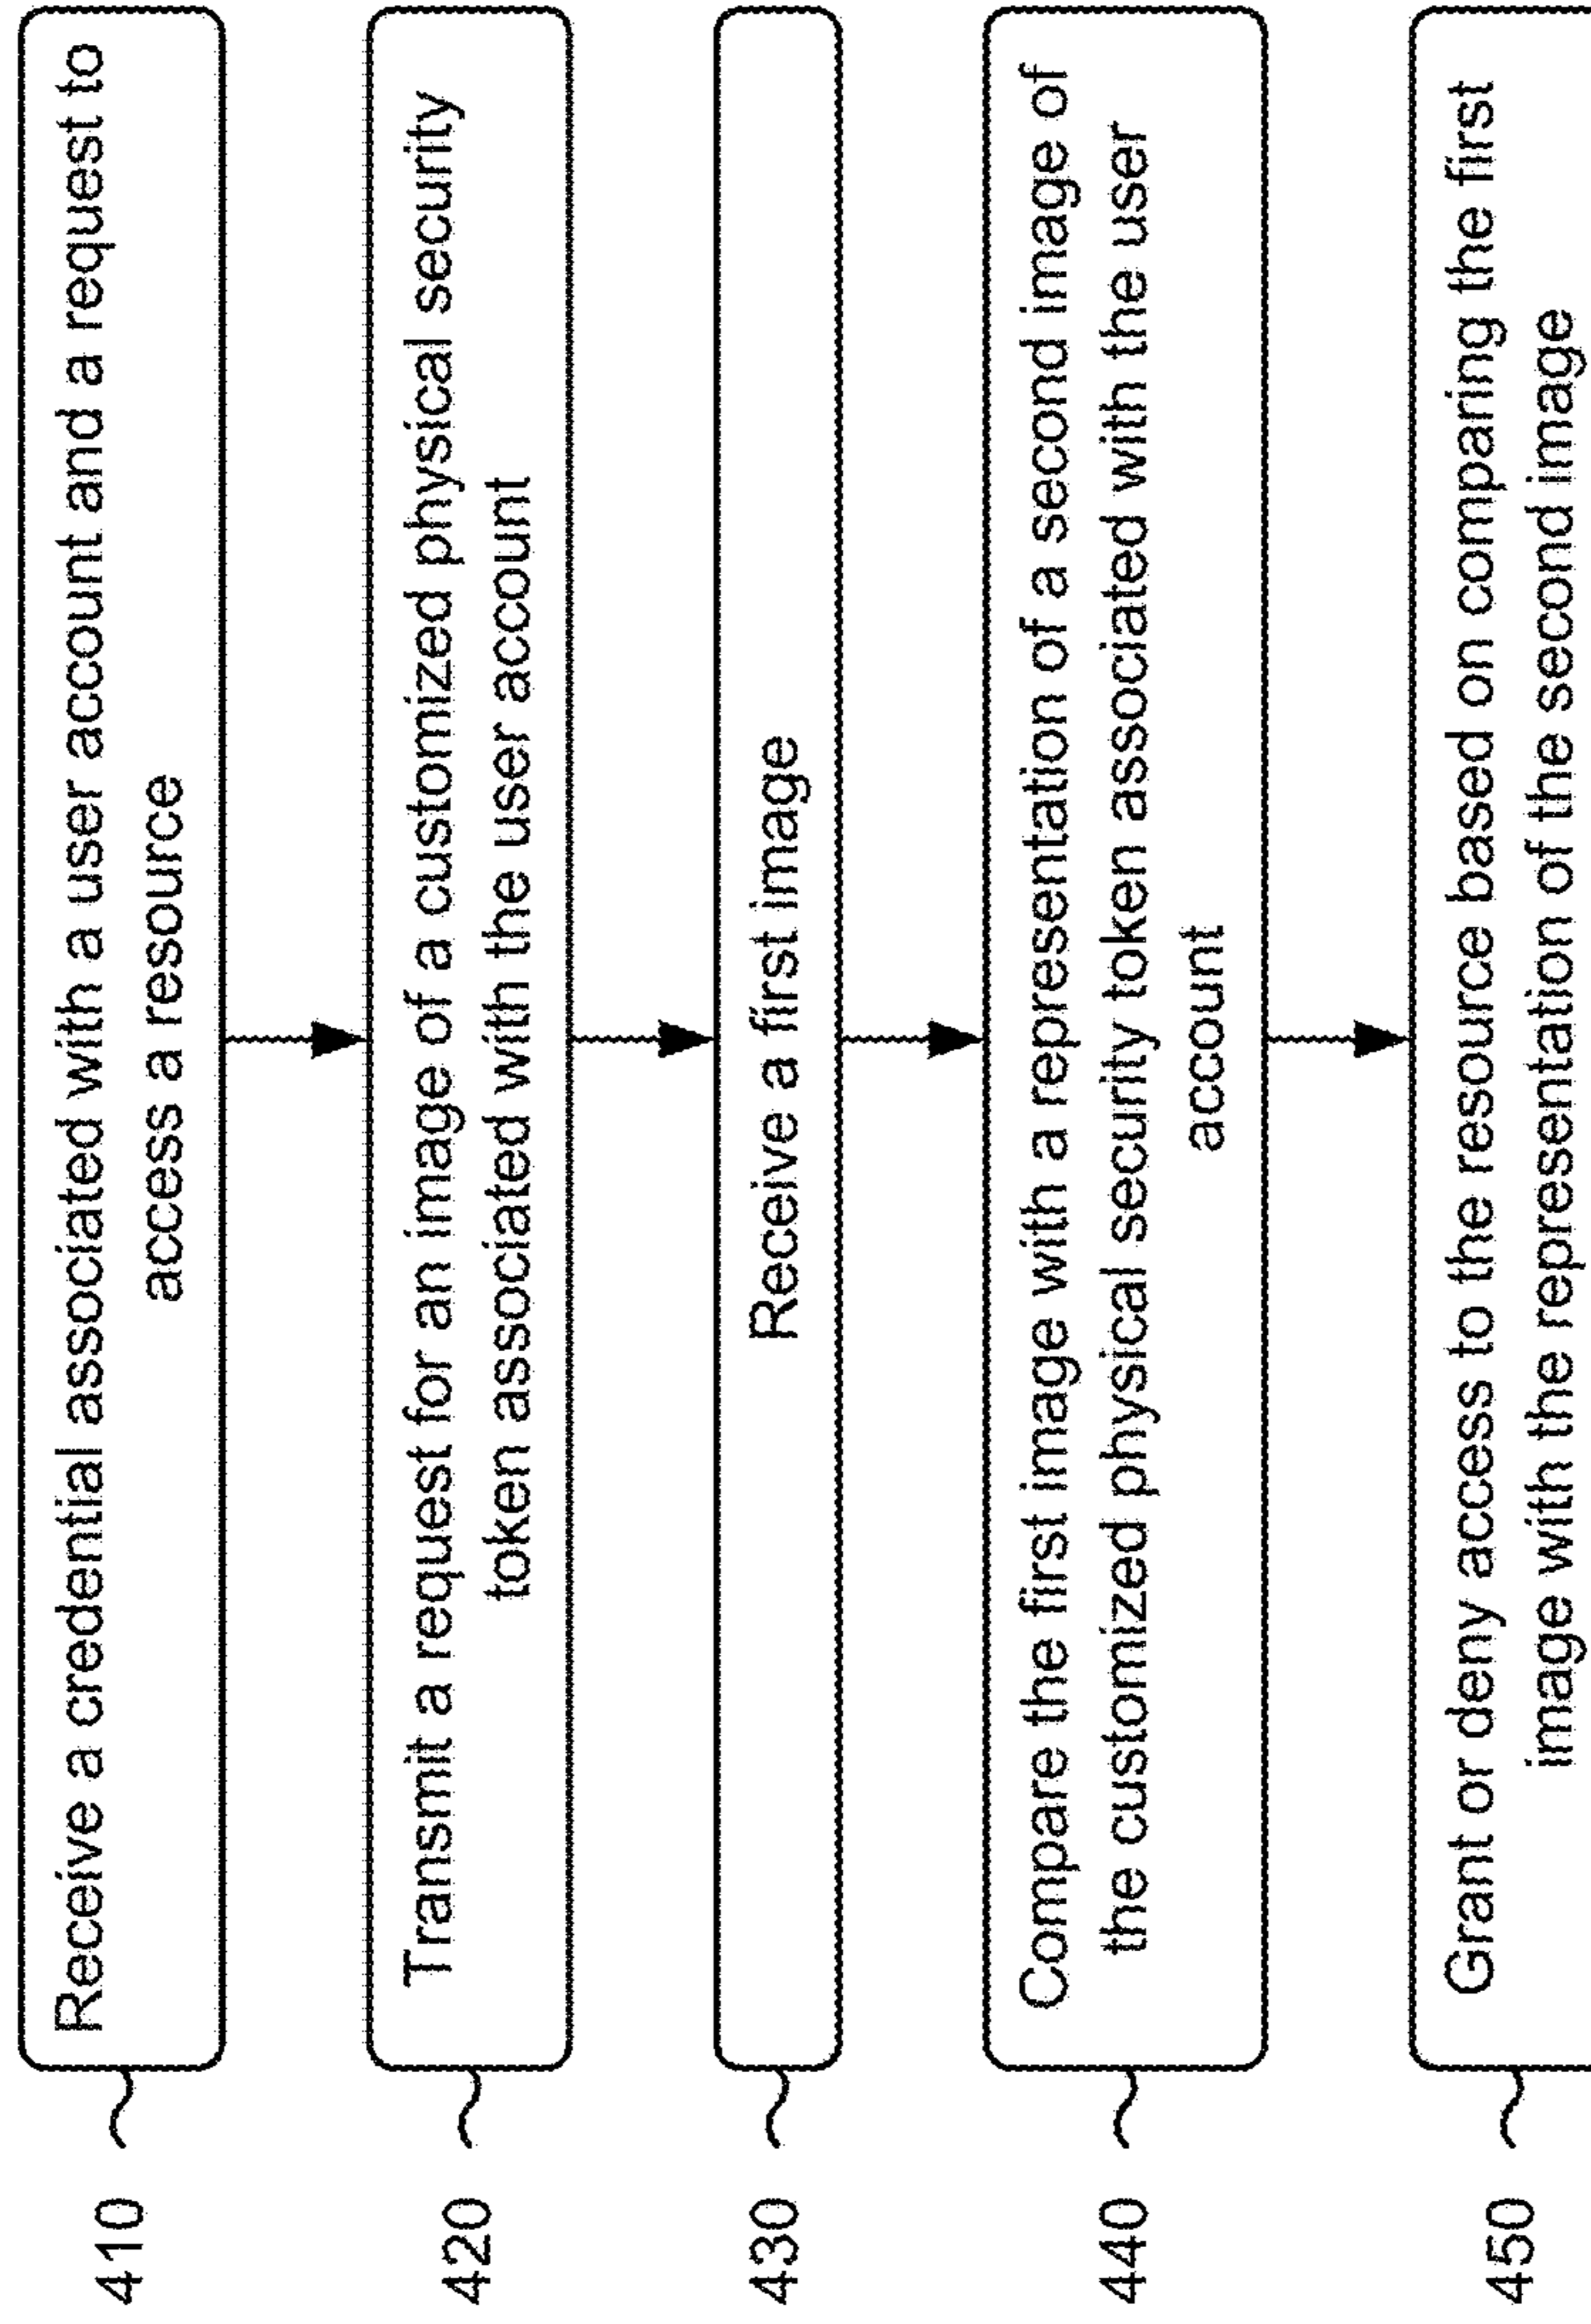 410
Receive a credential associated with a user account and a request to
access a resource
420
Transmit a request for an image of a customized physical security
token associated with the user account
430
Receive a first image
440
Compare the first image with a representation of a second image of
the customized physical security token associated with the user
account
450
Grant or deny access to the resource based on comparing the first
image with the representation of the second image